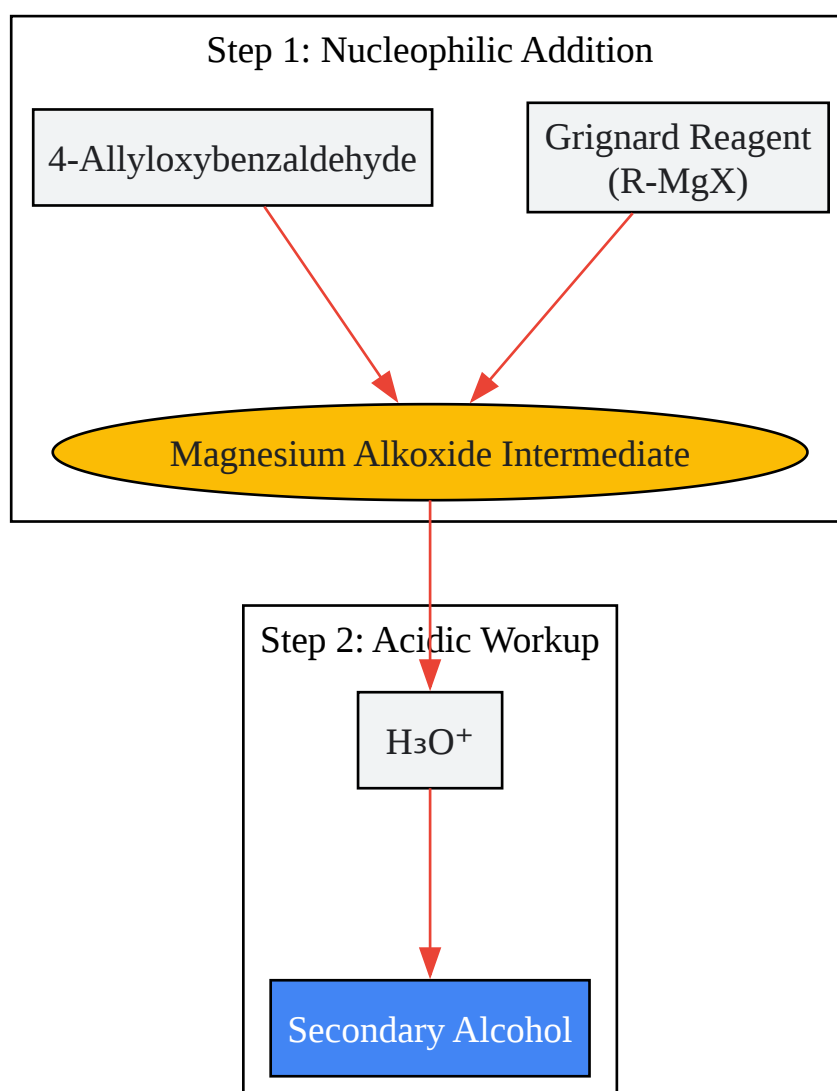 Step 1: Nucleophilic Addition
4-Allyloxybenzaldehyde
Grignard Reagent
(R-MgX)
Magnesium Alkoxide Intermediate
Step 2: Acidic Workup
H₃O⁺
Secondary Alcohol